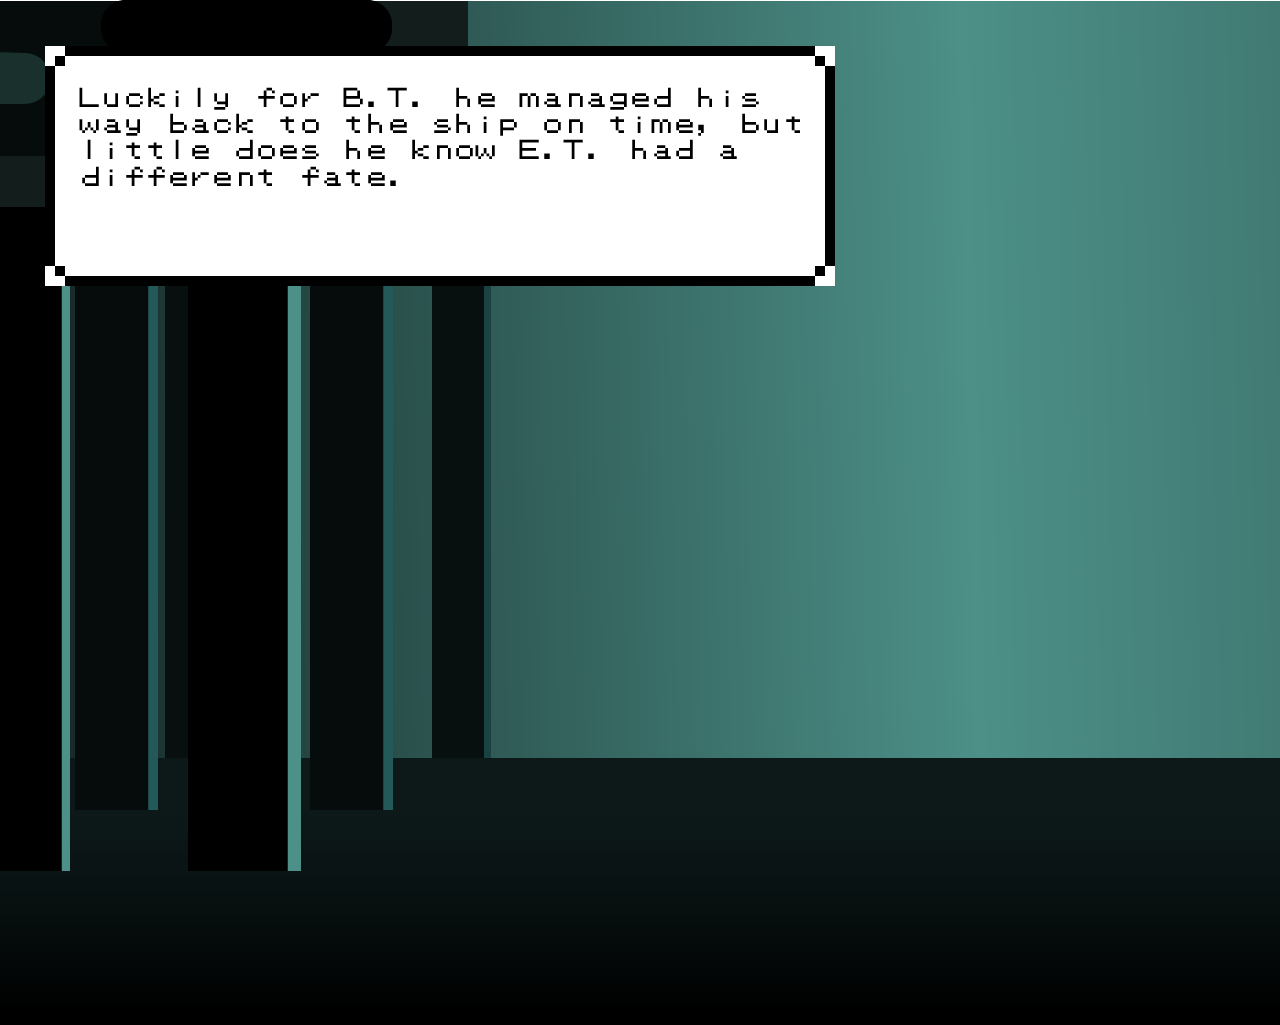 Luckily for B.T. he managed his
way back to the ship on time, but
little does he know E.T. had a
different fate.